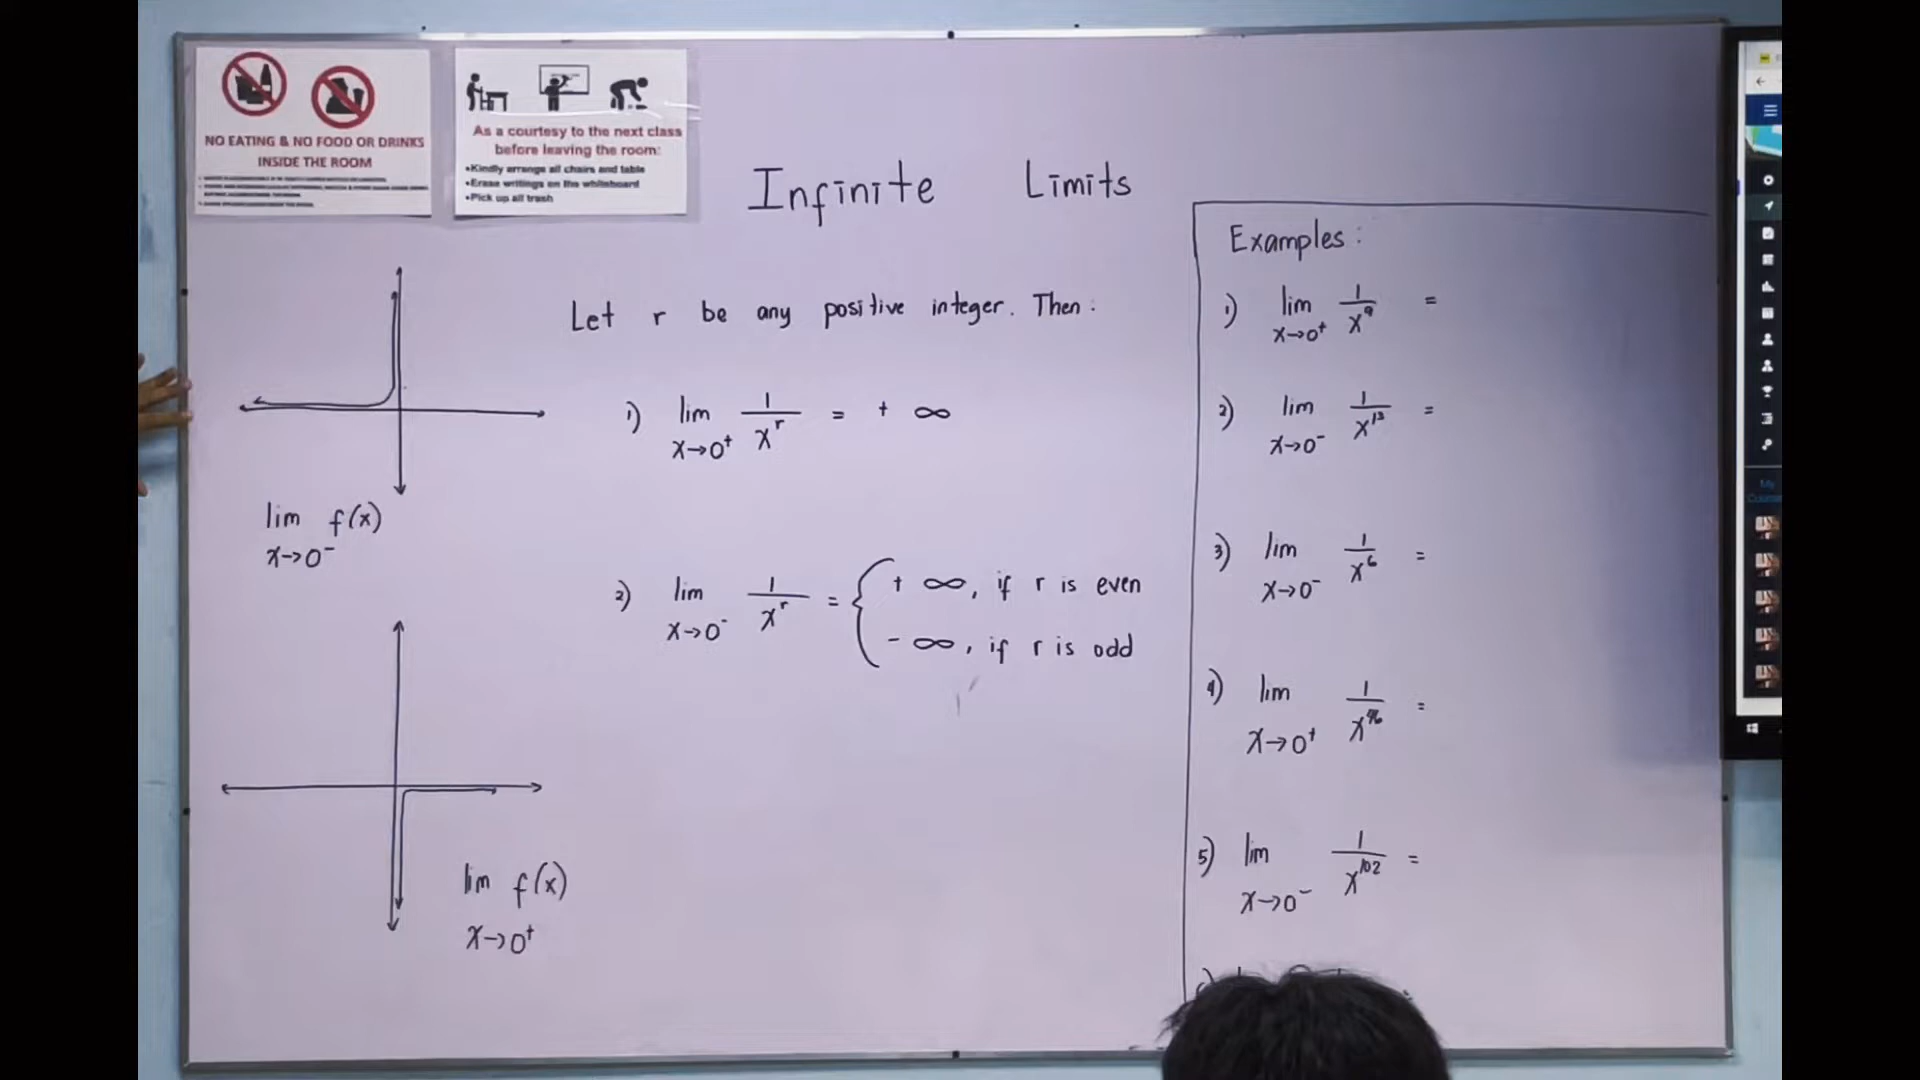 NO EATING & NO FOOD OR DRINKS
INSIDE THE ROOM
As a courtesy to the next class
before leaving the room:
•Kindly arrange all chairs and table
•Erase writings on the whiteboard
•Pick up all trash
Infinite Limits
Let r be any positive integer. Then:
1) lim x→0⁺ 1/xʳ = + ∞
2) lim x→0⁻ 1/xʳ = { + ∞, if r is even
- ∞, if r is odd
lim f(x)
x→0⁻
lim f(x)
x→0⁺
Examples:
1) lim x→0⁺ 1/x⁹ =
2) lim x→0⁻ 1/x¹³ =
3) lim x→0⁻ 1/x⁶ =
4) lim x→0⁺ 1/x⁹⁶ =
5) lim x→0⁻ 1/x¹⁰² =
My